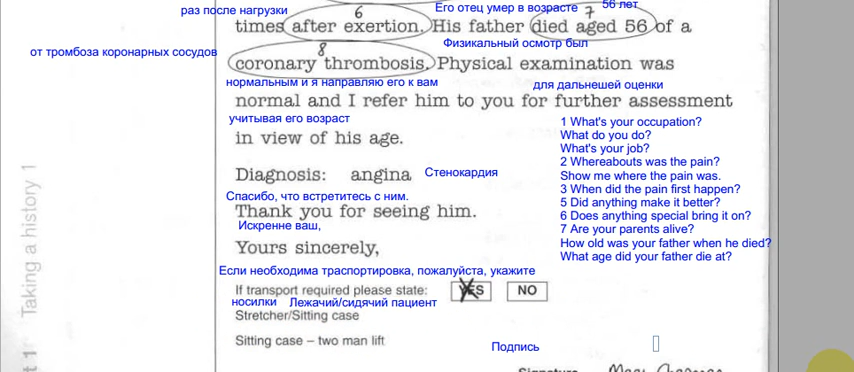 раз после нагрузки
6
Его отец умер в возрасте
7
56 лет
times after exertion. His father died aged 56 of a
от тромбоза коронарных сосудов
8
Физикальный осмотр был
coronary thrombosis. Physical examination was
нормальным и я направляю его к вам
для дальнешей оценки
normal and I refer him to you for further assessment
учитывая его возраст
in view of his age.
Diagnosis: angina
Стенокардия
Спасибо, что встретитесь с ним.
Thank you for seeing him.
Искренне ваш,
Yours sincerely,
Если необходима траспортировка, пожалуйста, укажите
If transport required please state: YES NO
носилки Лежачий/сидячий пациент
Stretcher/Sitting case
Sitting case – two man lift
Подпись
1 What's your occupation?
What do you do?
What's your job?
2 Whereabouts was the pain?
Show me where the pain was.
3 When did the pain first happen?
5 Did anything make it better?
6 Does anything special bring it on?
7 Are your parents alive?
How old was your father when he died?
What age did your father die at?
Taking a history 1